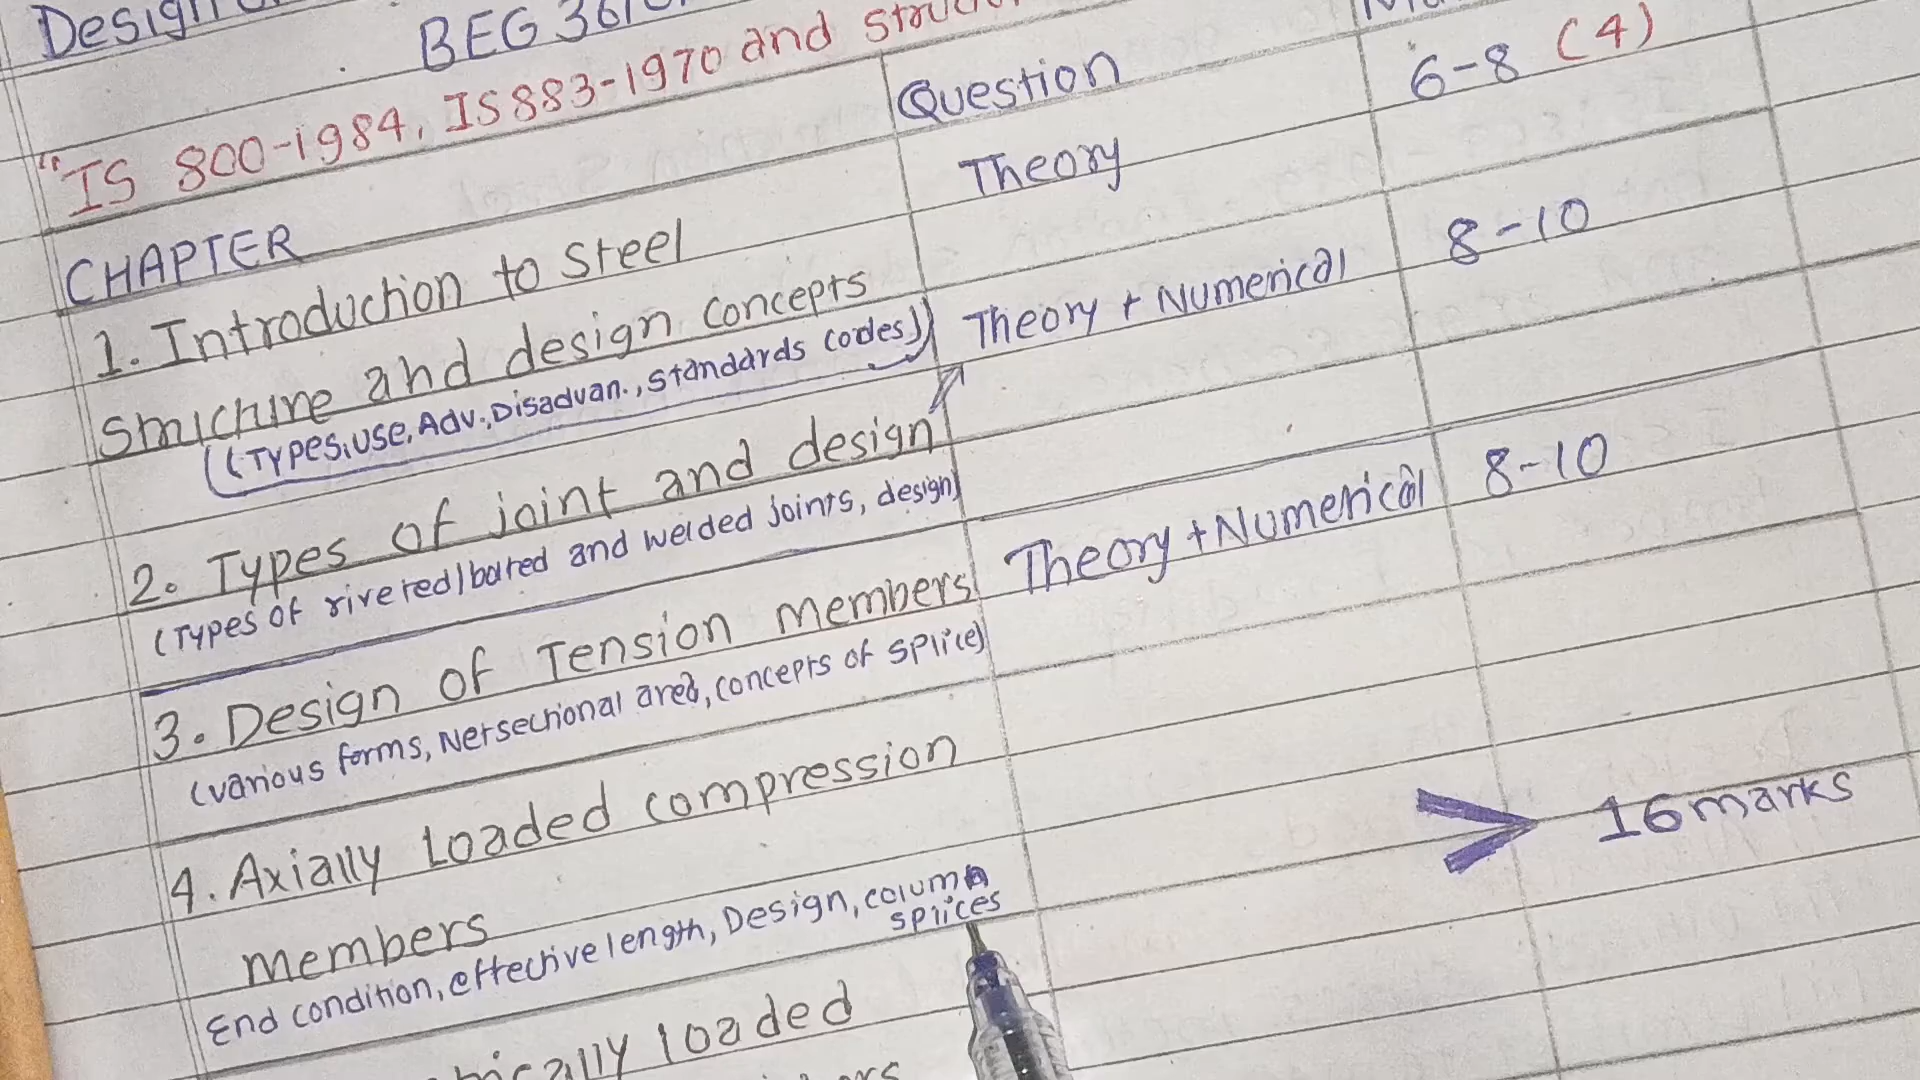 Design
BEG 36
"IS 800-1984, IS 883-1970 and
CHAPTER
Question
6-8 (4)
1. Introduction to Steel
Theory
Structure and design concepts
(Types, use, Adv., Disadvan., standards codes)
Theory + Numerical
8-10
2. Types of joint and design
(Types of riveted/bolted and welded joints, design)
3. Design of Tension Members
Theory + Numerical
8-10
(various forms, Net sectional area, concepts of splice)
4. Axially Loaded compression
Members
16 marks
End condition, effective length, Design, column
splices
loaded